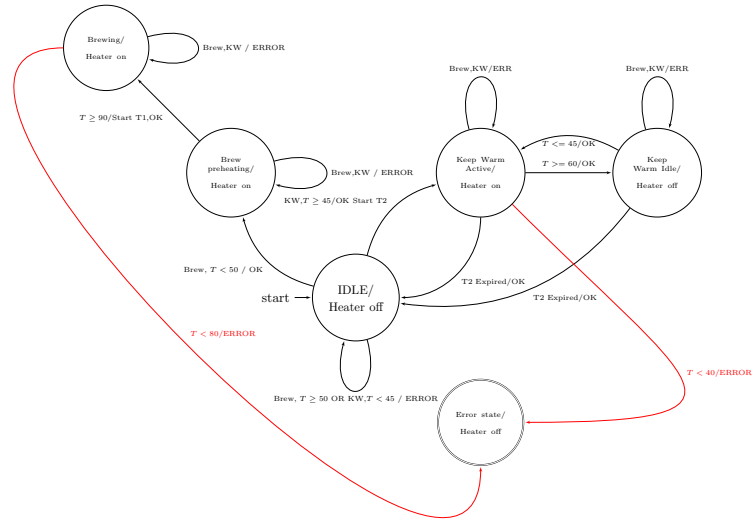 Brewing/
Heater on
Brew,KW / ERROR
Brew,KW/ERR
Brew,KW/ERR
T ≥ 90/Start T1,OK
T <= 45/OK
Brew
preheating/
Heater on
Brew,KW / ERROR
Keep Warm
Active/
Heater on
T >= 60/OK
Keep
Warm Idle/
Heater off
KW,T ≥ 45/OK Start T2
Brew, T < 50 / OK
T2 Expired/OK
T2 Expired/OK
start
IDLE/
Heater off
T < 80/ERROR
T < 40/ERROR
Brew, T ≥ 50 OR KW,T < 45 / ERROR
Error state/
Heater off